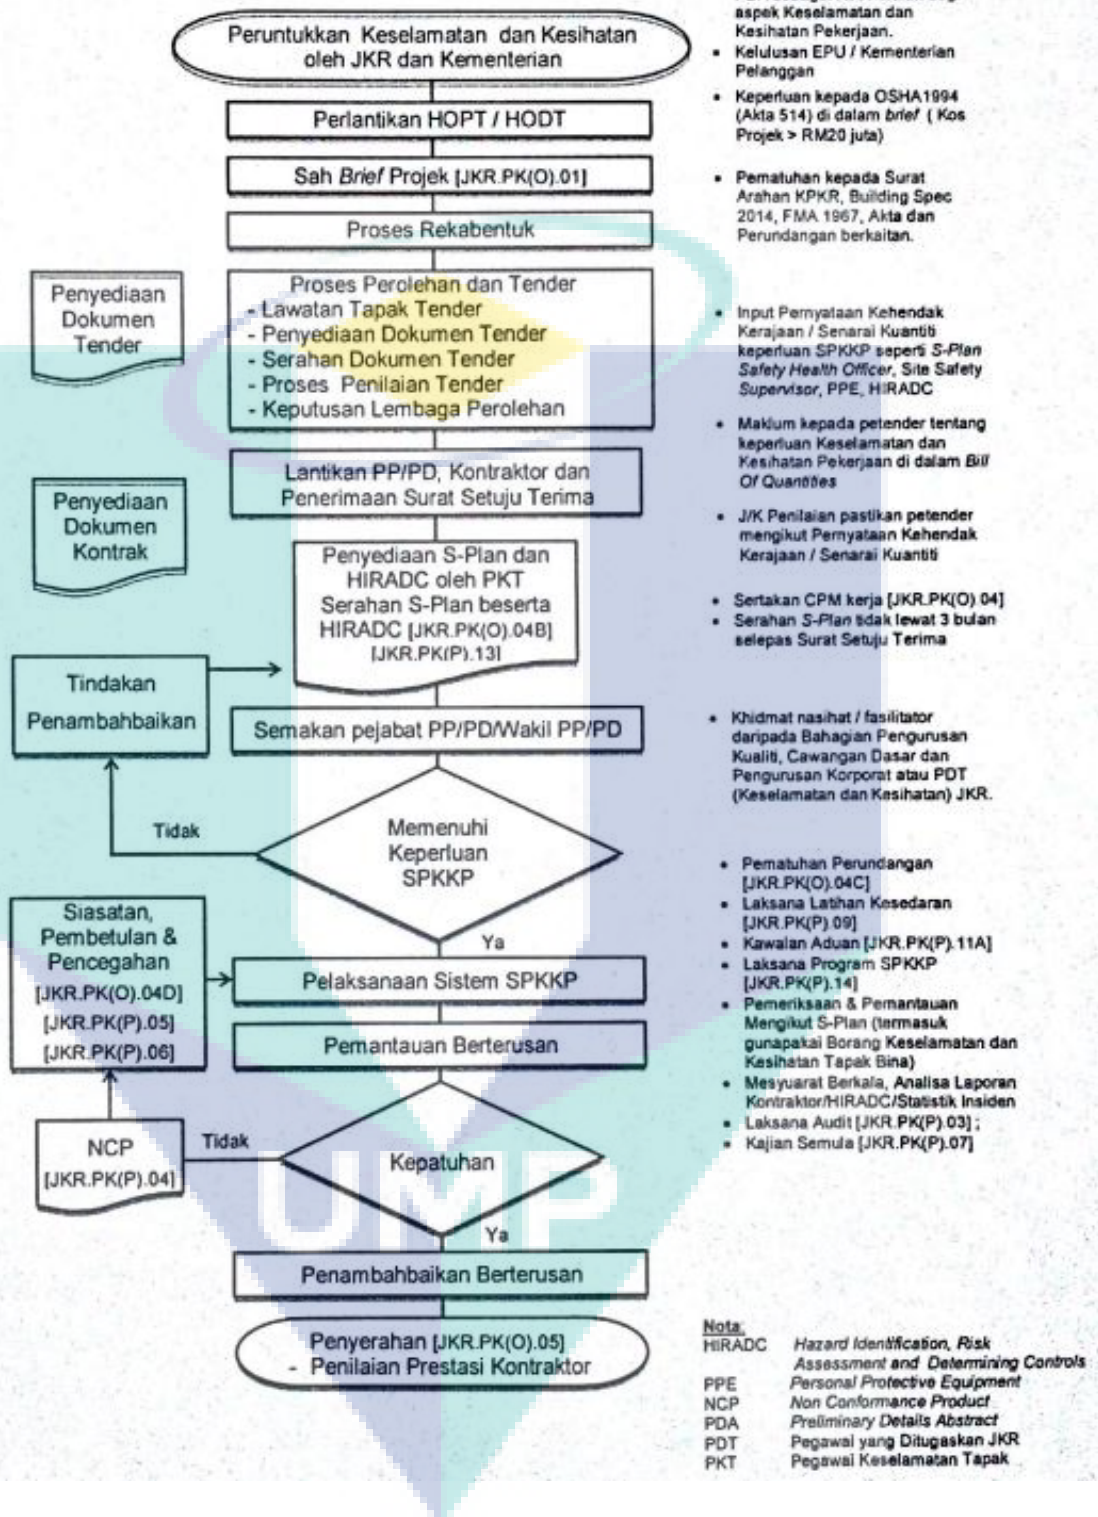 Peruntukkan Keselamatan dan Kesihatan
oleh JKR dan Kementerian
Perlantikan HOPT / HODT
Sah Brief Projek [JKR.PK(O).01]
Proses Rekabentuk
Penyediaan
Dokumen
Tender
Proses Perolehan dan Tender
- Lawatan Tapak Tender
- Penyediaan Dokumen Tender
- Serahan Dokumen Tender
- Proses Penilaian Tender
- Keputusan Lembaga Perolehan
Lantikan PP/PD, Kontraktor dan
Penerimaan Surat Setuju Terima
Penyediaan
Dokumen
Kontrak
Penyediaan S-Plan dan
HIRADC oleh PKT
Serahan S-Plan beserta
HIRADC [JKR.PK(O).04B]
[JKR.PK(P).13]
Tindakan
Penambahbaikan
Semakan pejabat PP/PD/Wakil PP/PD
Tidak
Memenuhi
Keperluan
SPKKP
Ya
Siasatan,
Pembetulan &
Pencegahan
[JKR.PK(O).04D]
[JKR.PK(P).05]
[JKR.PK(P).06]
Pelaksanaan Sistem SPKKP
Pemantauan Berterusan
NCP
[JKR.PK(P).04]
Tidak
Kepatuhan
UMP
Ya
Penambahbaikan Berterusan
Penyerahan [JKR.PK(O).05]
- Penilaian Prestasi Kontraktor
aspek Keselamatan dan
Kesihatan Pekerjaan.
• Kelulusan EPU / Kementerian
Pelanggan
• Keperluan kepada OSHA1994
(Akta 514) di dalam brief ( Kos
Projek > RM20 juta)
• Pematuhan kepada Surat
Arahan KPKR, Building Spec
2014, FMA 1967, Akta dan
Perundangan berkaitan.
• Input Pernyataan Kehendak
Kerajaan / Senarai Kuantiti
keperluan SPKKP seperti S-Plan
Safety Health Officer, Site Safety
Supervisor, PPE, HIRADC
• Maklum kepada petender tentang
keperluan Keselamatan dan
Kesihatan Pekerjaan di dalam Bill
Of Quantities
• J/K Penilaian pastikan petender
mengikut Pernyataan Kehendak
Kerajaan / Senarai Kuantiti
• Sertakan CPM kerja [JKR.PK(O).04]
• Serahan S-Plan tidak lewat 3 bulan
selepas Surat Setuju Terima
• Khidmat nasihat / fasilitator
daripada Bahagian Pengurusan
Kualiti, Cawangan Dasar dan
Pengurusan Korporat atau PDT
(Keselamatan dan Kesihatan) JKR.
• Pematuhan Perundangan
[JKR.PK(O).04C]
• Laksana Latihan Kesedaran
[JKR.PK(P) 09]
• Kawalan Aduan [JKR.PK(P).11A]
• Laksana Program SPKKP
[JKR.PK(P).14]
• Pemeriksaan & Pemantauan
Mengikut S-Plan (termasuk
gunapakai Borang Keselamatan dan
Kesihatan Tapak Bina)
• Mesyuarat Berkala, Analisa Laporan
Kontraktor/HIRADC/Statistik Insiden
• Laksana Audit [JKR.PK(P).03] ;
• Kajian Semula [JKR.PK(P).07]
Nota:
HIRADC Hazard Identification, Risk
Assessment and Determining Controls
PPE Personal Protective Equipment
NCP Non Conformance Product
PDA Preliminary Details Abstract
PDT Pegawai yang Ditugaskan JKR
PKT Pegawai Keselamatan Tapak